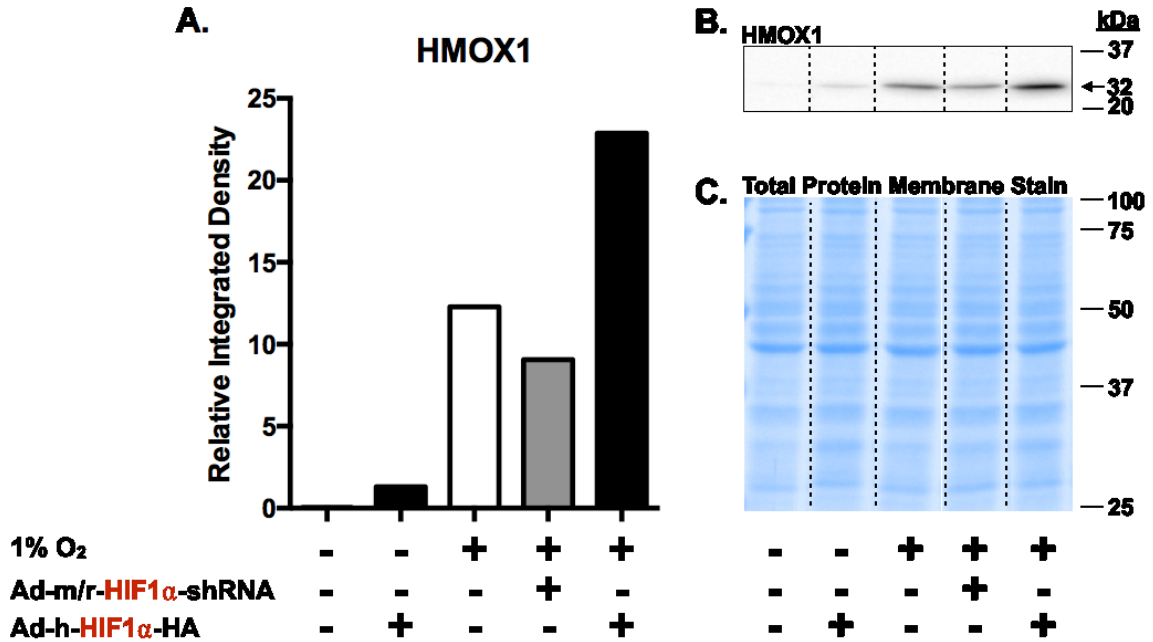 A.
HMOX1
Relative Integrated Density
25
20
15
10
5
0
B.
kDa
HMOX1
37
32
20
C.
Total Protein Membrane Stain
100
75
50
37
25
1% O₂ - - + + + - - + + +
Ad-m/r-HIF1α-shRNA - - - + - - - - + -
Ad-h-HIF1α-HA - + - - + - + - - +